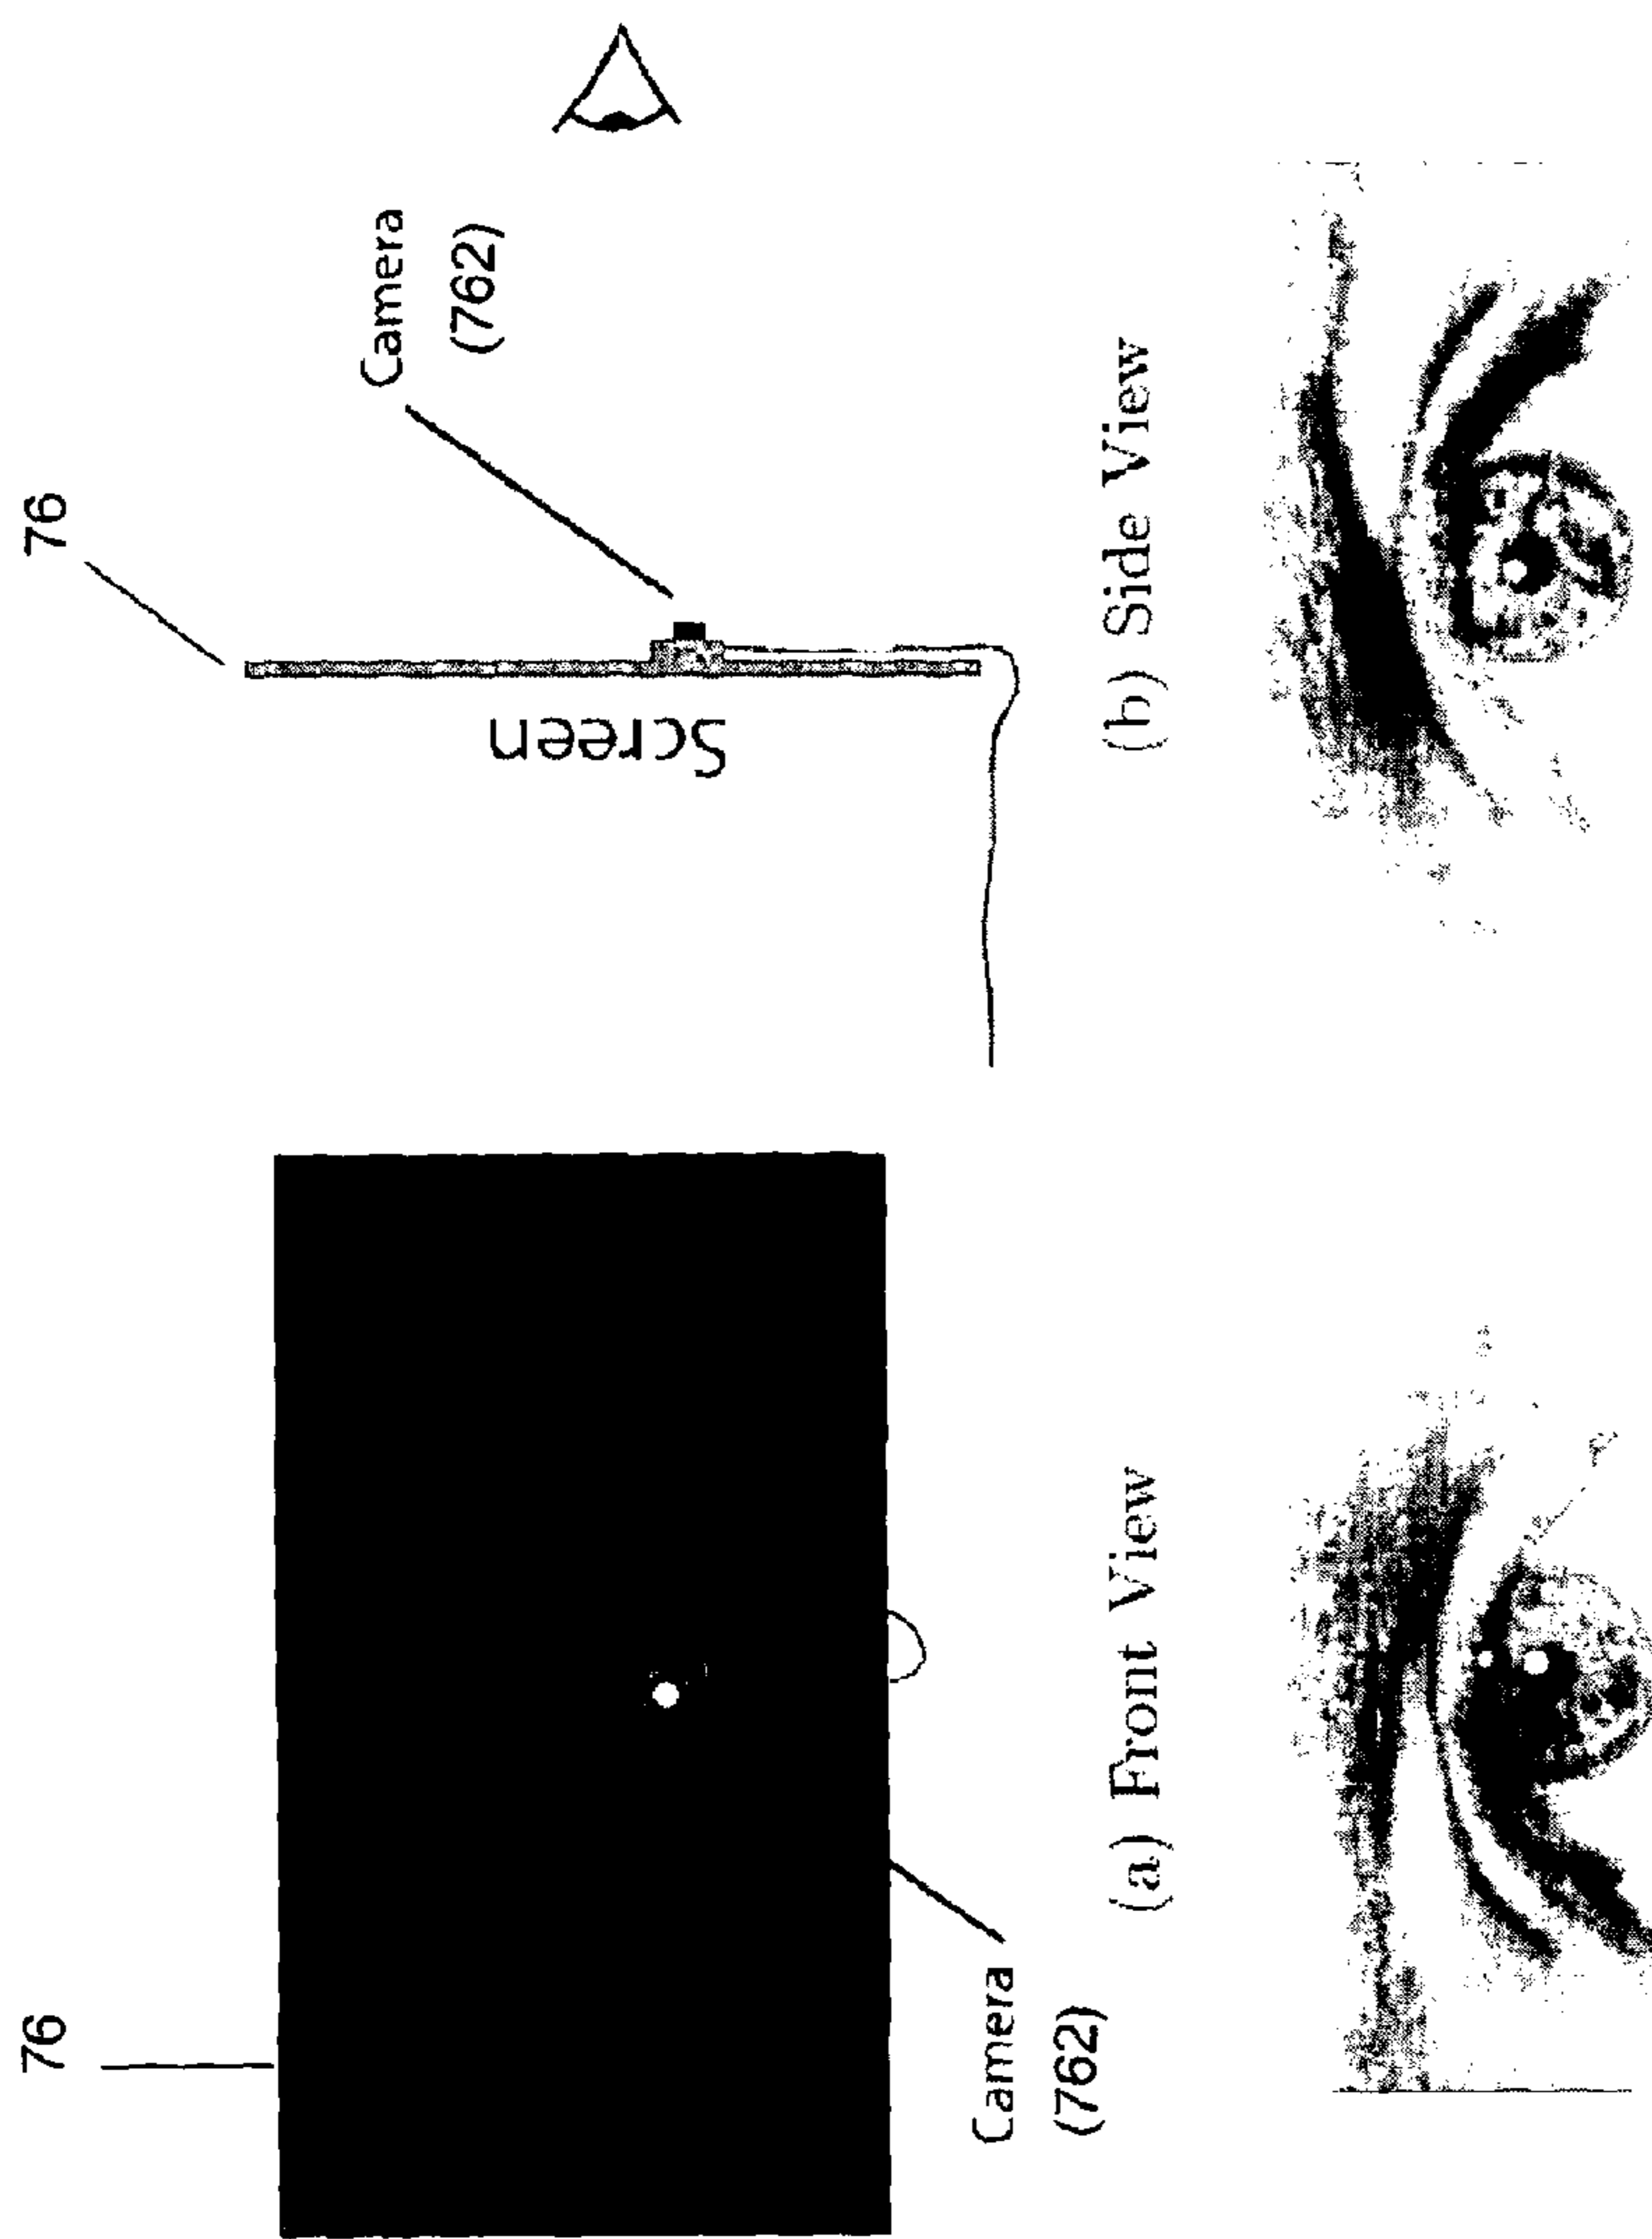 76
Camera
(762)
(a) Front View
76
Camera
(762)
Screen
(b) Side View